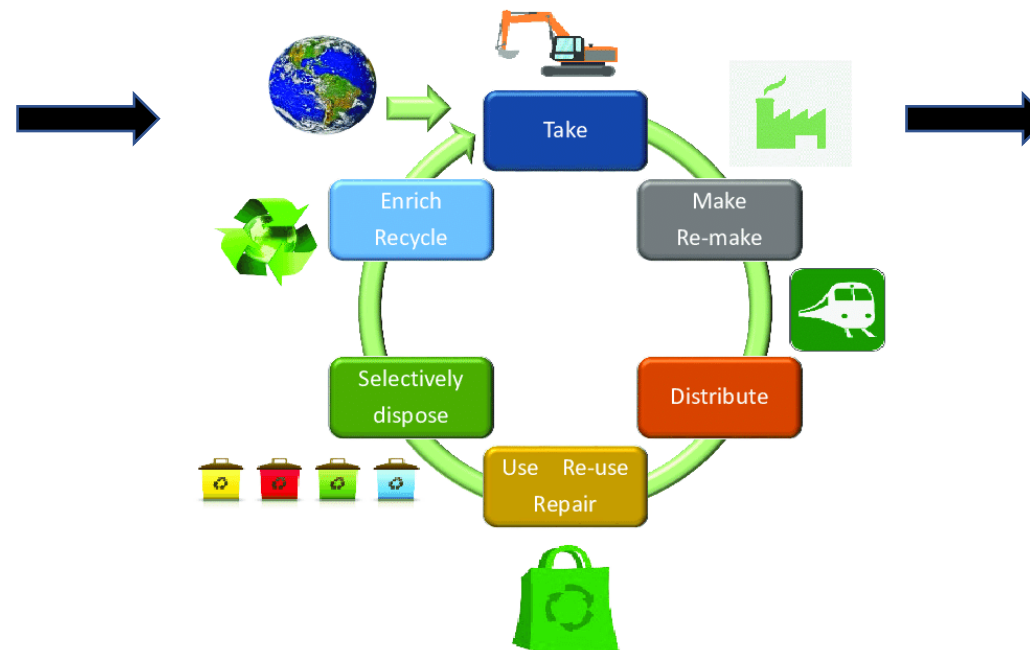 Take
Make
Re-make
Distribute
Use Re-use
Repair
Selectively
dispose
Enrich
Recycle